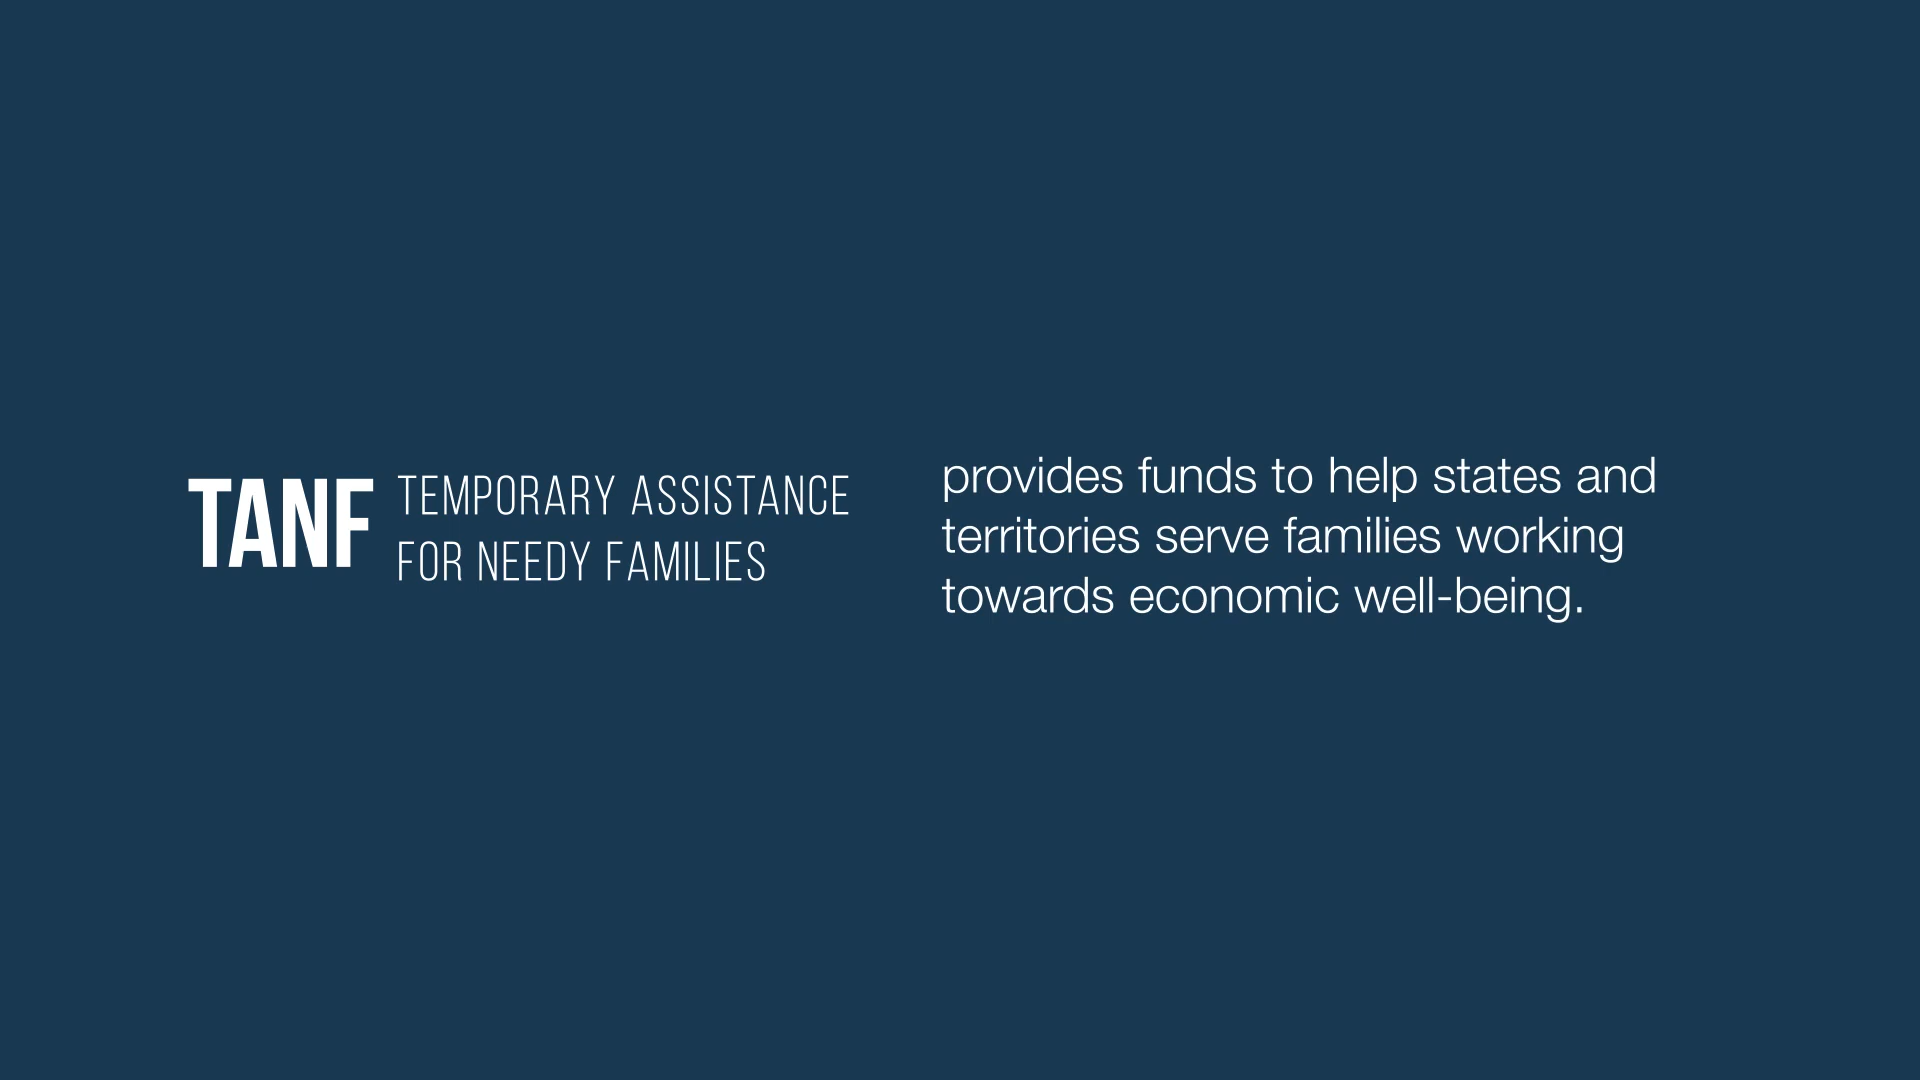 TANF
TEMPORARY ASSISTANCE
FOR NEEDY FAMILIES
provides funds to help states and
territories serve families working
towards economic well-being.